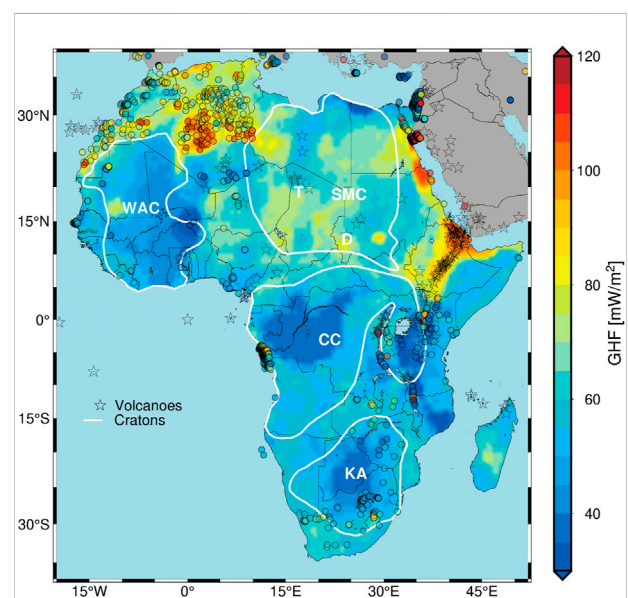 120
30°N
100
T
SMC
WAC
15°N
D
80
GHF [mW/m²]
0°
CC
60
Volcanoes
Cratons
15°S
KA
40
30°S
15°W
0°
15°E
30°E
45°E